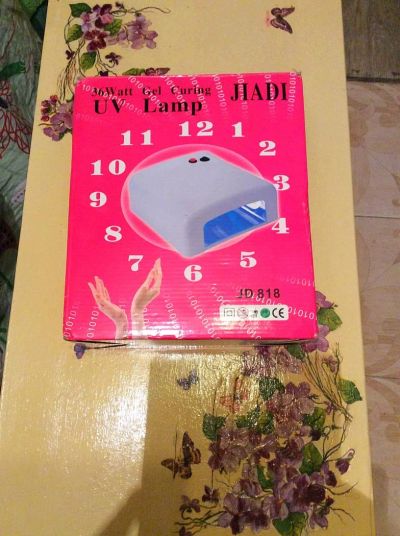 36Watt Gel Curing
UV Lamp
JIADI
11 12 1
10 2
9 3
8 4
7 6 5
JD 818
CE